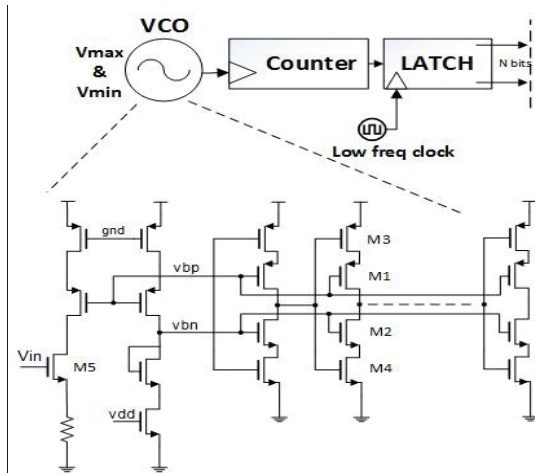 VCO
Vmax
&
Vmin
Counter
LATCH
N bits
Low freq clock
gnd
M3
vbp
M1
vbn
M2
Vin
M5
M4
vdd